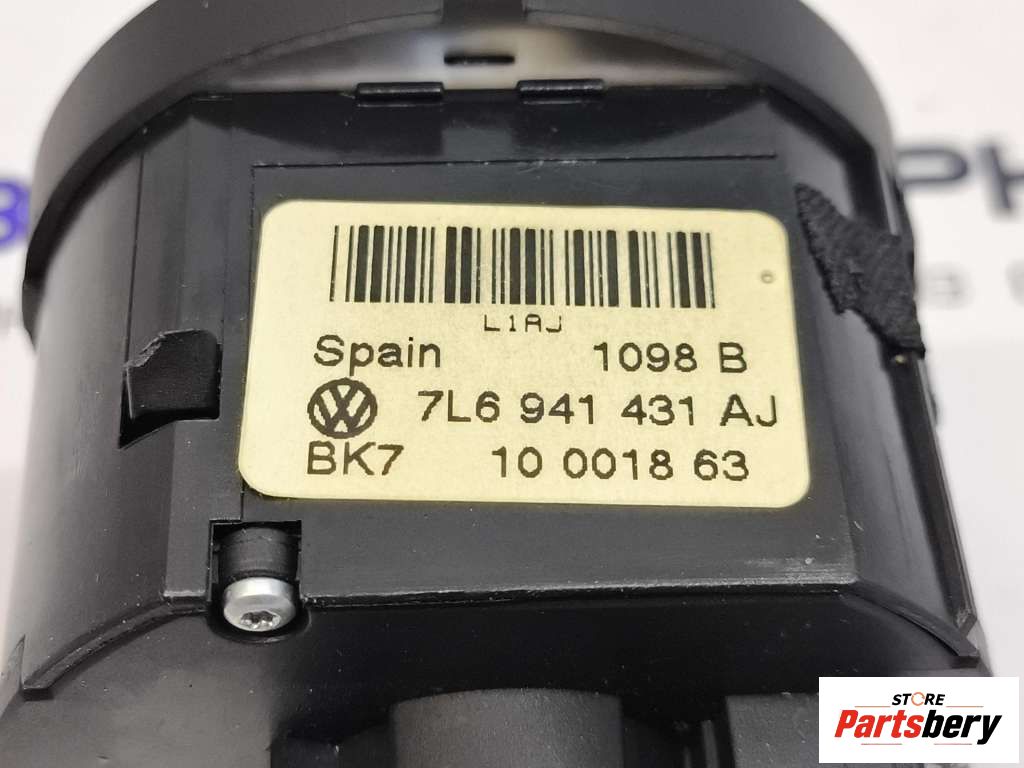 L1AJ
Spain 1098 B
7L6 941 431 AJ
BK7 10 0018 63
STORE
Partsbery